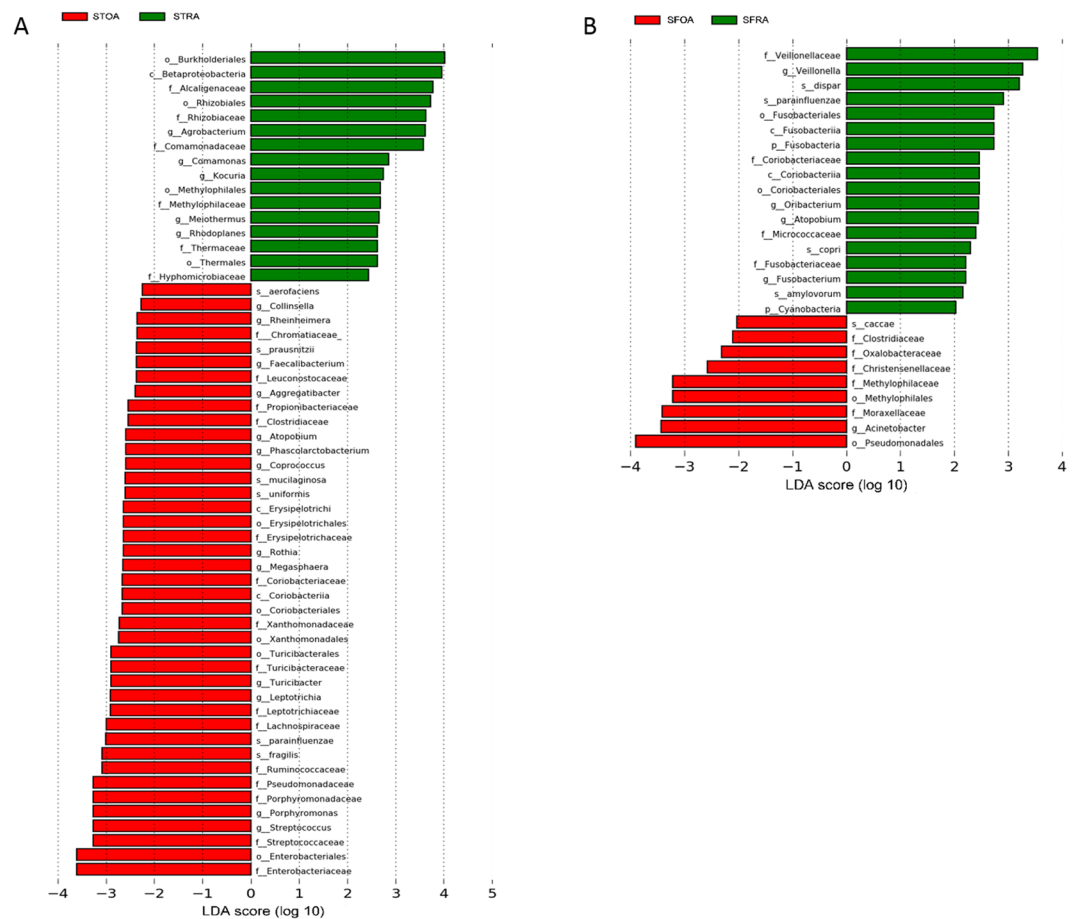 A
STOA STRA
o__Burkholderiales
c__Betaproteobacteria
f__Alcaligenaceae
o__Rhizobiales
f__Rhizobiaceae
g__Agrobacterium
f__Comamonadaceae
g__Comamonas
g__Kocuria
o__Methylophilales
f__Methylophilaceae
g__Meiothermus
g__Rhodoplanes
f__Thermaceae
o__Thermales
f__Hyphomicrobiaceae
s__aerofaciens
g__Collinsella
g__Rheinheimera
f___Chromatiaceae_
s__prausnitzii
g__Faecalibacterium
f__Leuconostocaceae
g__Aggregatibacter
f__Propionibacteriaceae
f__Clostridiaceae
g__Atopobium
g__Phascolarctobacterium
g__Coprococcus
s__mucilaginosa
s__uniformis
c__Erysipelotrichi
o__Erysipelotrichales
f__Erysipelotrichaceae
g__Rothia
g__Megasphaera
f__Coriobacteriaceae
c__Coriobacteriia
o__Coriobacteriales
f__Xanthomonadaceae
o__Xanthomonadales
o__Turicibacterales
f__Turicibacteraceae
g__Turicibacter
g__Leptotrichia
f__Leptotrichiaceae
f__Lachnospiraceae
s__parainfluenzae
s__fragilis
f__Ruminococcaceae
f__Pseudomonadaceae
f__Porphyromonadaceae
g__Porphyromonas
g__Streptococcus
f__Streptococcaceae
o__Enterobacteriales
f__Enterobacteriaceae
−4 −3 −2 −1 0 1 2 3 4 5
LDA score (log 10)
B
SFOA SFRA
f__Veillonellaceae
g__Veillonella
s__dispar
s__parainfluenzae
o__Fusobacteriales
c__Fusobacteriia
p__Fusobacteria
f__Coriobacteriaceae
c__Coriobacteriia
o__Coriobacteriales
g__Oribacterium
g__Atopobium
f__Micrococcaceae
s__copri
f__Fusobacteriaceae
g__Fusobacterium
s__amylovorum
p__Cyanobacteria
s__caccae
f__Clostridiaceae
f__Oxalobacteraceae
f__Christensenellaceae
f__Methylophilaceae
o__Methylophilales
f__Moraxellaceae
g__Acinetobacter
o__Pseudomonadales
−4 −3 −2 −1 0 1 2 3 4
LDA score (log 10)